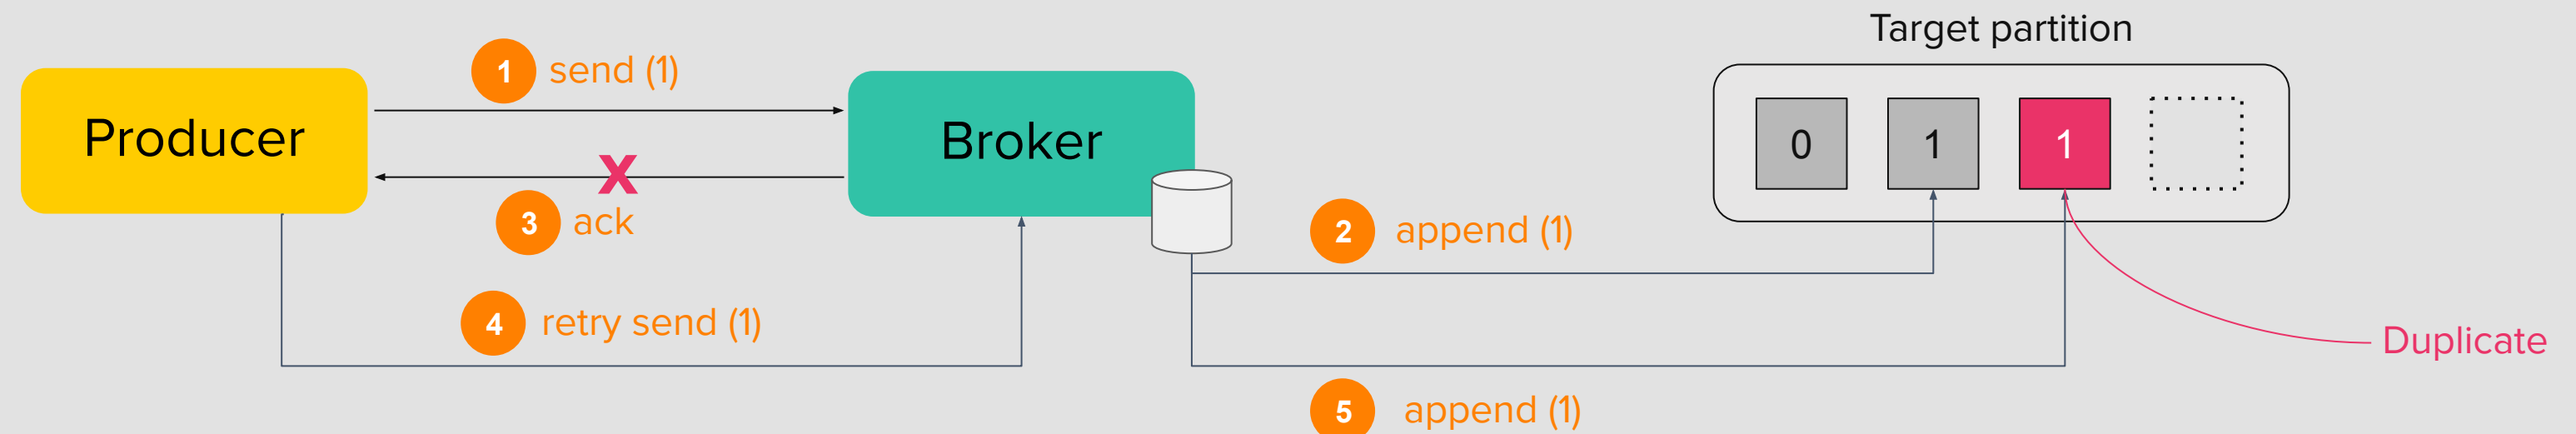 Target partition
1 send (1)
Producer
Broker
0 1 1
X
3 ack
2 append (1)
4 retry send (1)
Duplicate
5 append (1)